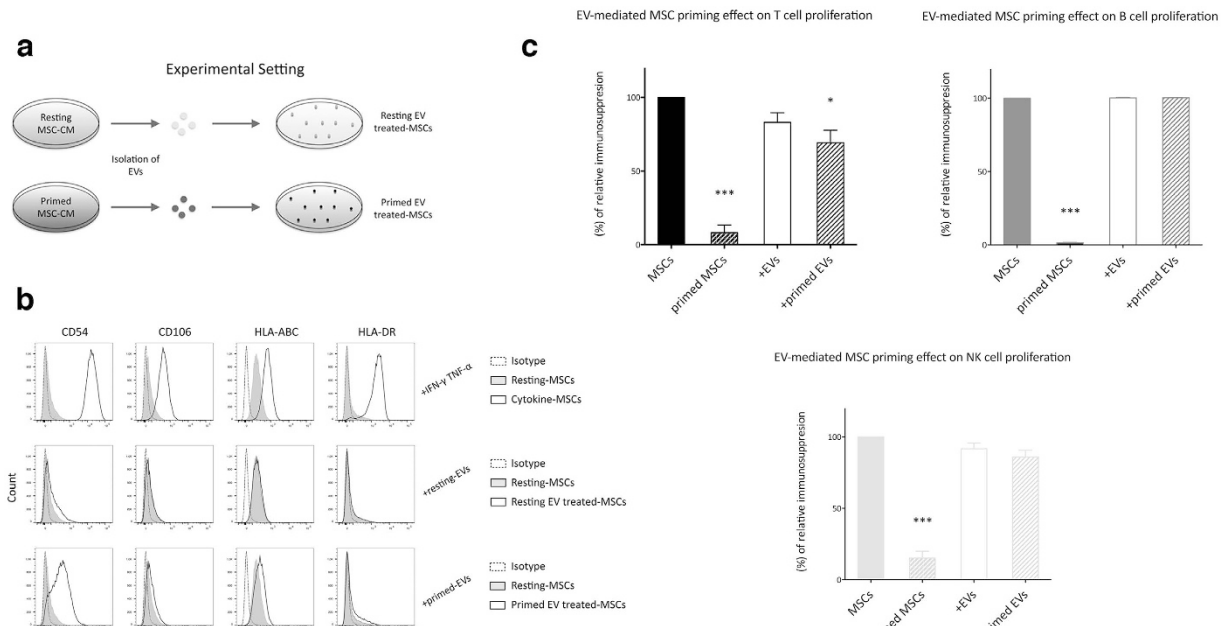 a
Experimental Setting
Resting
MSC-CM
Resting EV
treated-MSCs
Isolation of
EVs
Primed
MSC-CM
Primed EV
treated-MSCs
b
CD54
CD106
HLA-ABC
HLA-DR
Count
+IFN-γ TNF-α
Isotype
Resting-MSCs
Cytokine-MSCs
+resting-EVs
Isotype
Resting-MSCs
Resting EV treated-MSCs
+primed-EVs
Isotype
Resting-MSCs
Primed EV treated-MSCs
c
EV-mediated MSC priming effect on T cell proliferation
(%) of relative immunosuppresion
100
50
0
***
*
MSCs
primed MSCs
+EVs
+primed EVs
EV-mediated MSC priming effect on B cell proliferation
(%) of relative immunosuppresion
100
50
0
***
MSCs
primed MSCs
+EVs
+primed EVs
EV-mediated MSC priming effect on NK cell proliferation
(%) of relative immunosuppresion
100
50
0
***
MSCs
primed MSCs
+EVs
+primed EVs